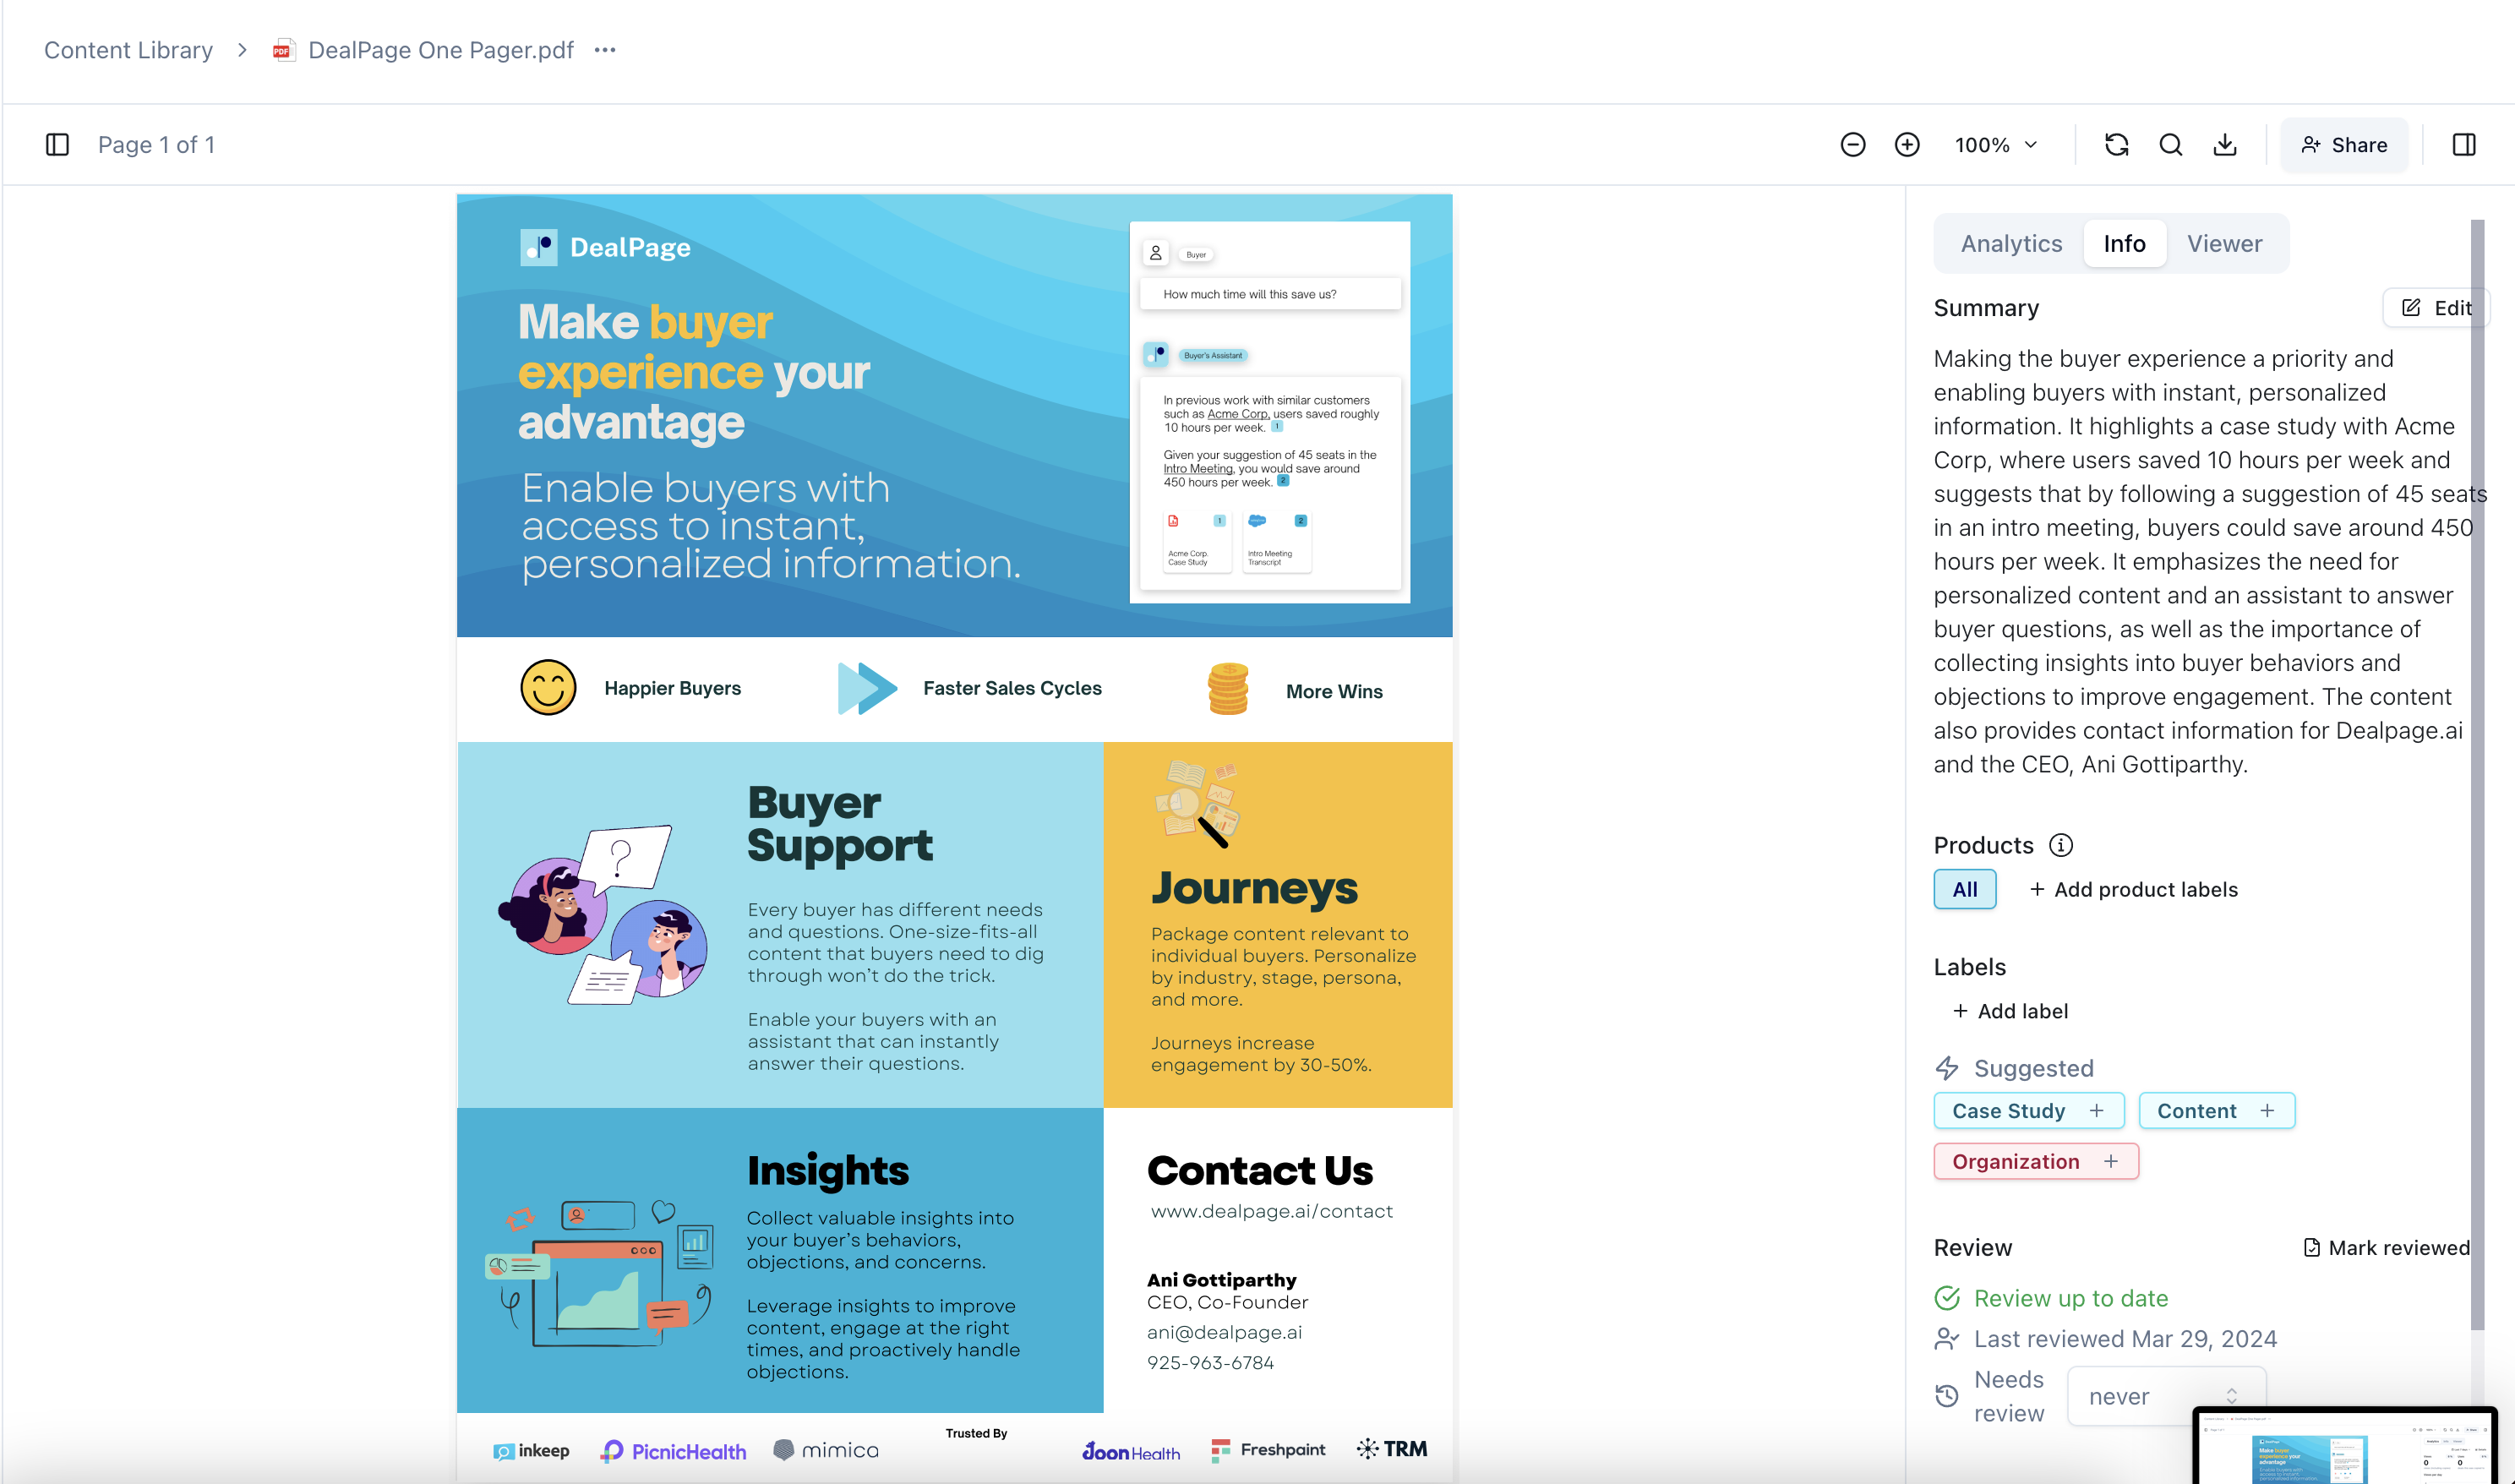 Content Library > PDF DealPage One Pager.pdf ...
Page 1 of 1
100%
Share
DealPage
Make buyer
experience your
advantage
Enable buyers with
access to instant,
personalized information.
Buyer
How much time will this save us?
Buyer's Assistant
In previous work with similar customers
such as Acme Corp, users saved roughly
10 hours per week. 1
Given your suggestion of 45 seats in the
Intro Meeting, you would save around
450 hours per week. 2
1
Acme Corp.
Case Study
2
Intro Meeting
Transcript
Happier Buyers
Faster Sales Cycles
More Wins
Buyer
Support
Every buyer has different needs
and questions. One-size-fits-all
content that buyers need to dig
through won't do the trick.
Enable your buyers with an
assistant that can instantly
answer their questions.
Journeys
Package content relevant to
individual buyers. Personalize
by industry, stage, persona,
and more.
Journeys increase
engagement by 30-50%.
Insights
Collect valuable insights into
your buyer's behaviors,
objections, and concerns.
Leverage insights to improve
content, engage at the right
times, and proactively handle
objections.
Contact Us
www.dealpage.ai/contact
Ani Gottiparthy
CEO, Co-Founder
ani@dealpage.ai
925-963-6784
Trusted By
inkeep
PicnicHealth
mimica
Joon Health
Freshpaint
TRM
Analytics
Info
Viewer
Summary
Edit
Making the buyer experience a priority and
enabling buyers with instant, personalized
information. It highlights a case study with Acme
Corp, where users saved 10 hours per week and
suggests that by following a suggestion of 45 seats
in an intro meeting, buyers could save around 450
hours per week. It emphasizes the need for
personalized content and an assistant to answer
buyer questions, as well as the importance of
collecting insights into buyer behaviors and
objections to improve engagement. The content
also provides contact information for Dealpage.ai
and the CEO, Ani Gottiparthy.
Products
All
+ Add product labels
Labels
+ Add label
Suggested
Case Study +
Content +
Organization +
Review
Mark reviewed
Review up to date
Last reviewed Mar 29, 2024
Needs
review
never